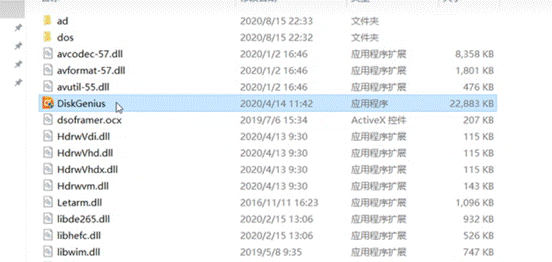 ad 2020/8/15 22:33 文件夹
dos 2020/8/15 22:32 文件夹
avcodec-57.dll 2020/1/2 16:46 应用程序扩展 8,358 KB
avformat-57.dll 2020/1/2 16:46 应用程序扩展 1,801 KB
avutil-55.dll 2020/1/2 16:46 应用程序扩展 476 KB
DiskGenius 2020/4/14 11:42 应用程序 22,883 KB
dsoframer.ocx 2019/7/6 15:34 ActiveX 控件 207 KB
HdrwVdi.dll 2020/4/13 9:30 应用程序扩展 115 KB
HdrwVhd.dll 2020/4/13 9:30 应用程序扩展 115 KB
HdrwVhdx.dll 2020/4/13 9:30 应用程序扩展 115 KB
Hdrwvm.dll 2020/4/13 9:30 应用程序扩展 143 KB
Letarm.dll 2016/11/11 16:23 应用程序扩展 1,096 KB
libde265.dll 2020/2/15 13:06 应用程序扩展 932 KB
libhefc.dll 2020/2/15 13:06 应用程序扩展 526 KB
libwim.dll 2019/5/8 9:35 应用程序扩展 747 KB